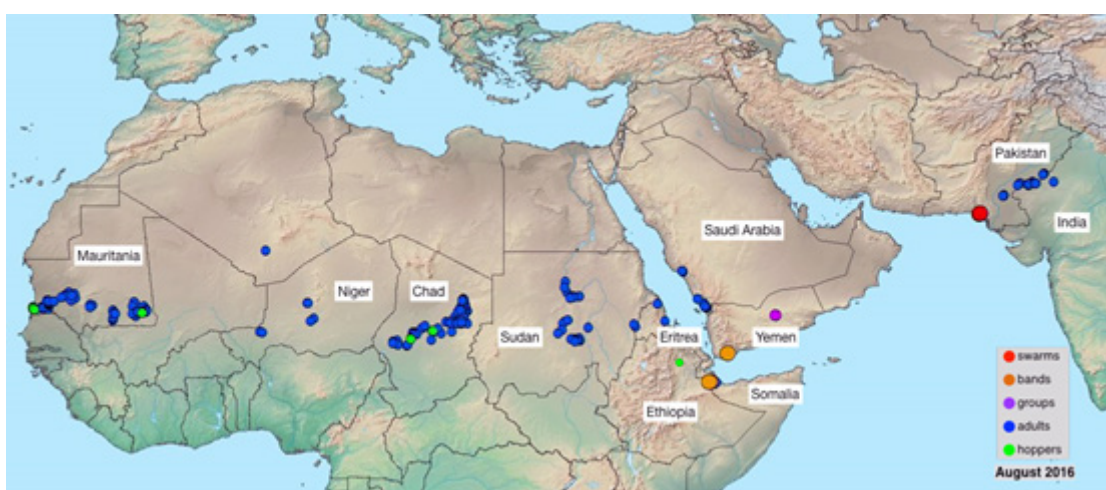 Pakistan
India
Saudi Arabia
Mauritania
Niger
Chad
Sudan
Eritrea
Yemen
Somalia
Ethiopia
swarms
bands
groups
adults
hoppers
August 2016